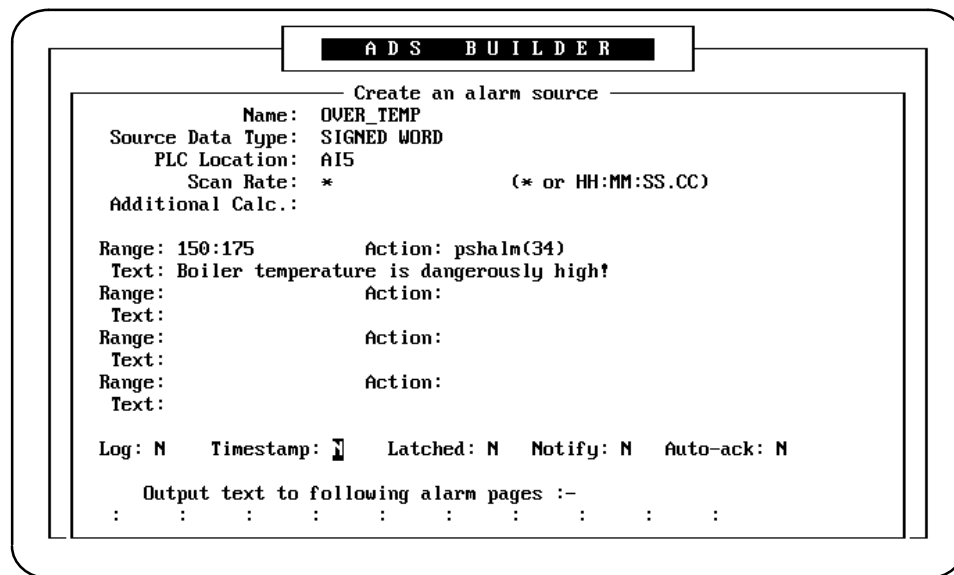 ADS BUILDER
Create an alarm source
Name: OVER_TEMP
Source Data Type: SIGNED WORD
PLC Location: AI5
Scan Rate: * (* or HH:MM:SS.CC)
Additional Calc.:
Range: 150:175 Action: pshalm(34)
Text: Boiler temperature is dangerously high!
Range: Action:
Text:
Range: Action:
Text:
Range: Action:
Text:
Log: N Timestamp: N Latched: N Notify: N Auto-ack: N
Output text to following alarm pages :-
: : : : : : : : : :